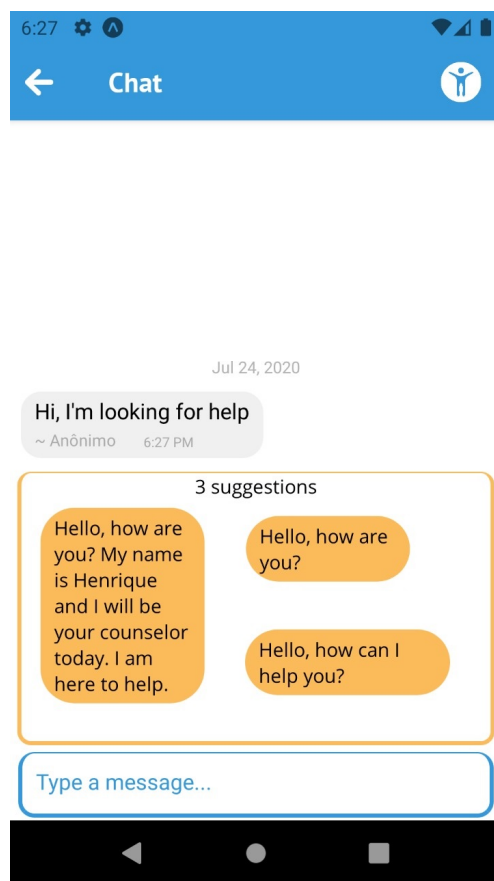 6:27
Chat
Jul 24, 2020
Hi, I'm looking for help
~ Anônimo 6:27 PM
3 suggestions
Hello, how are
you? My name
is Henrique
and I will be
your counselor
today. I am
here to help.
Hello, how are
you?
Hello, how can I
help you?
Type a message...